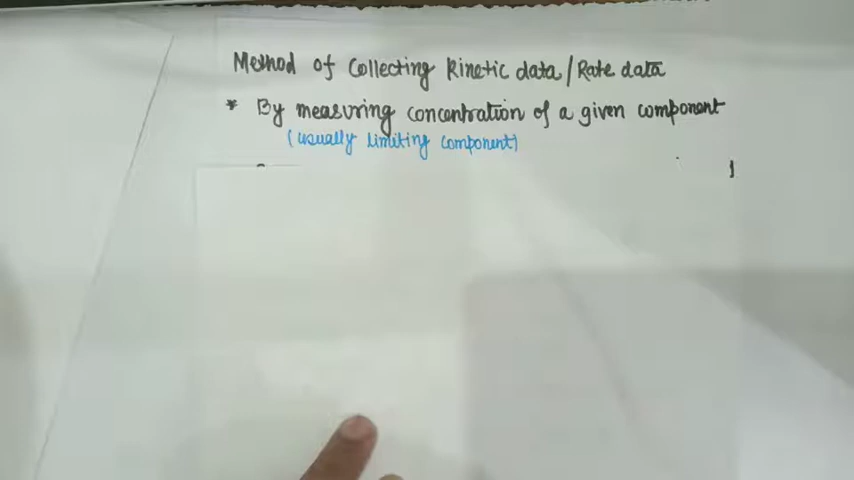 Method of Collecting Kinetic data/Rate data
* By measuring concentration of a given component
(usually limiting component)